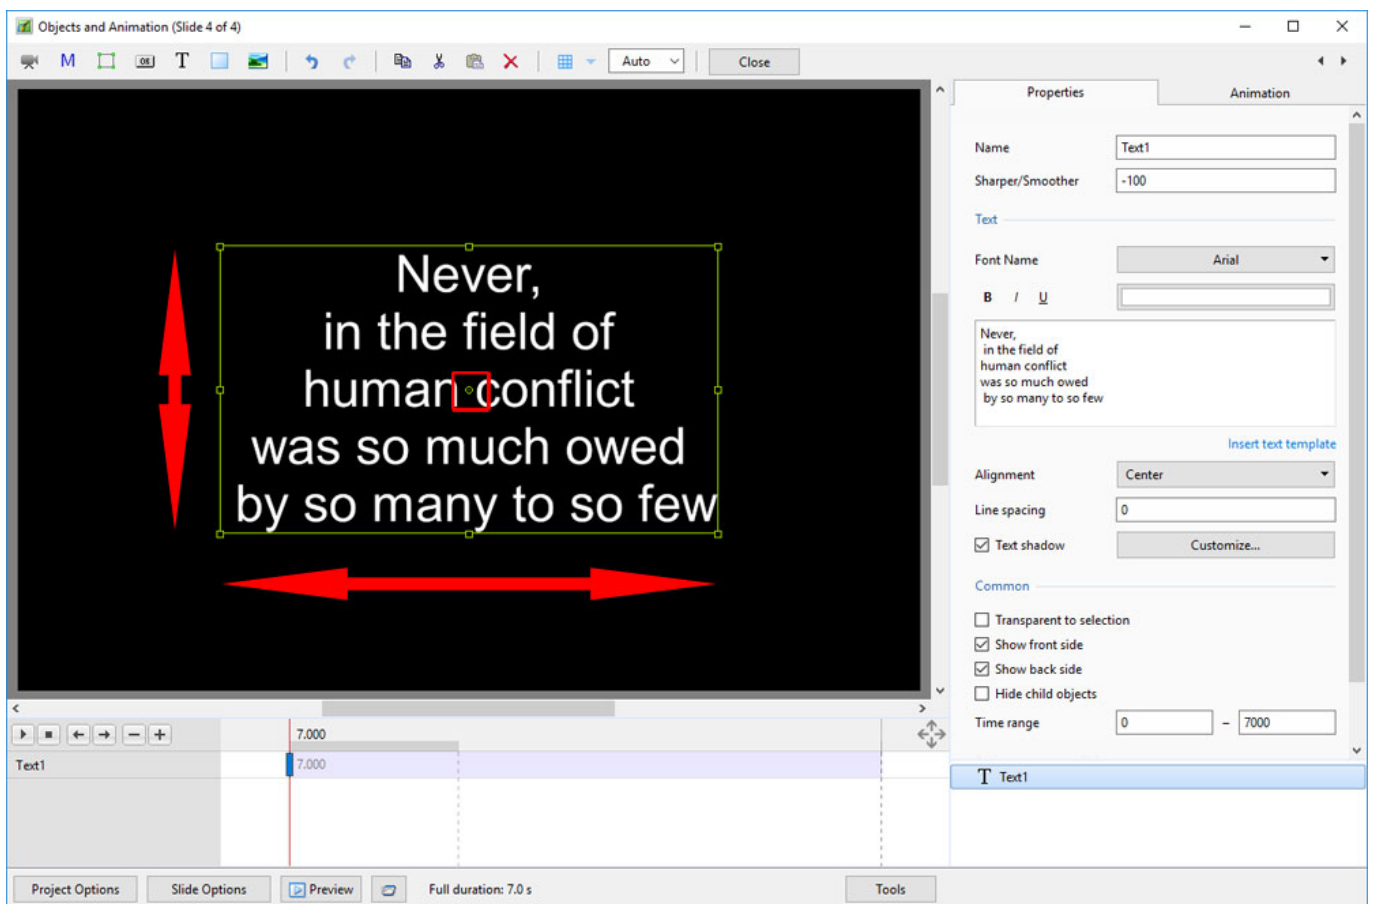 Objects and Animation (Slide 4 of 4)
M OK T Auto Close
Properties Animation
Name Text1
Sharper/Smoother -100
Text
Font Name Arial
B I U
Never,
in the field of
human conflict
was so much owed
by so many to so few
Insert text template
Alignment Center
Line spacing 0
Text shadow Customize...
Common
Transparent to selection
Show front side
Show back side
Hide child objects
Time range 0 – 7000
T Text1
Never,
in the field of
human conflict
was so much owed
by so many to so few
7.000
Text1 7.000
Project Options Slide Options Preview Full duration: 7.0 s Tools